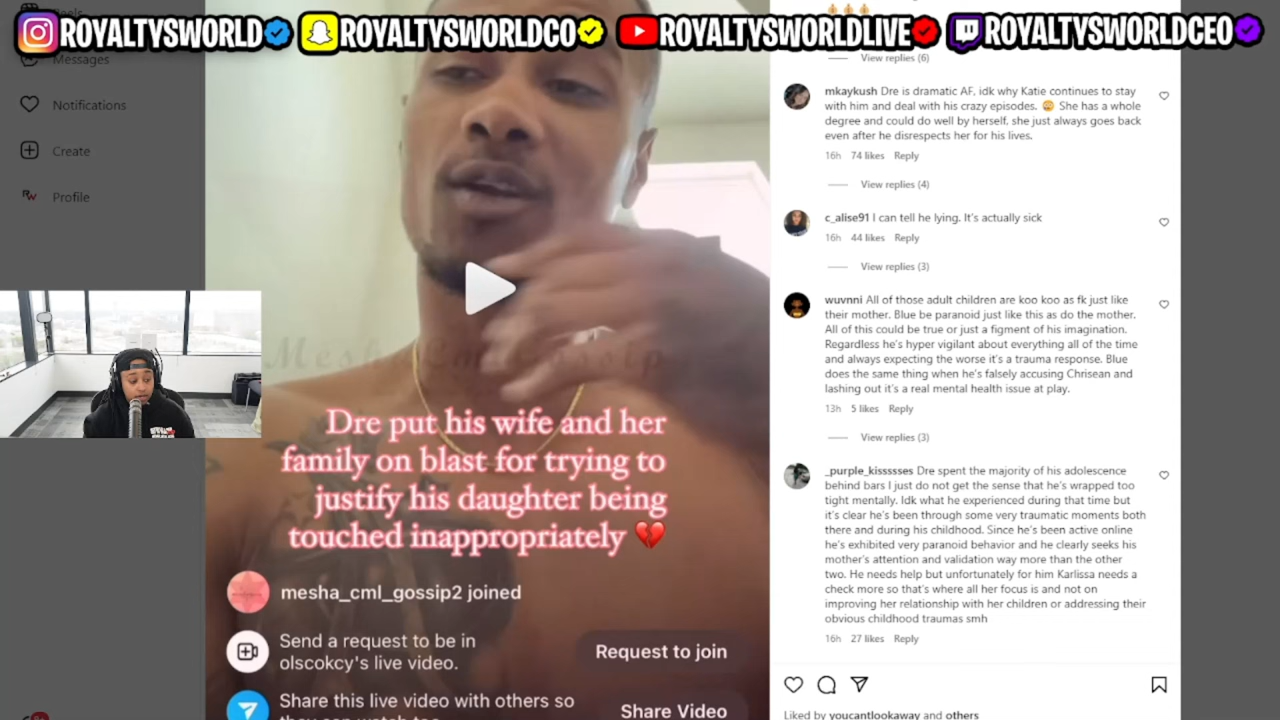 ROYALTYSWORLD ROYALTYSWORLDCO ROYALTYSWORLDLIVE ROYALTYSWORLDCEO
Messages
Notifications
Create
Profile
Dre put his wife and her
family on blast for trying to
justify his daughter being
touched inappropriately 💔
mesha_cml_gossip2 joined
Send a request to be in
olscokcy's live video.
Request to join
Share this live video with others so
Share Video
View replies (6)
mkaykush Dre is dramatic AF, idk why Katie continues to stay
with him and deal with his crazy episodes. 😩 She has a whole
degree and could do well by herself, she just always goes back
even after he disrespects her for his lives.
16h 74 likes Reply
View replies (4)
c_alise91 I can tell he lying. It's actually sick
16h 44 likes Reply
View replies (3)
wuvnni All of those adult children are koo koo as fk just like
their mother. Blue be paranoid just like this as do the mother.
All of this could be true or just a figment of his imagination.
Regardless he's hyper vigilant about everything all of the time
and always expecting the worse it's a trauma response. Blue
does the same thing when he's falsely accusing Chrisean and
lashing out it's a real mental health issue at play.
13h 5 likes Reply
View replies (3)
_purple_kissssses Dre spent the majority of his adolescence
behind bars I just do not get the sense that he's wrapped too
tight mentally. Idk what he experienced during that time but
it's clear he's been through some very traumatic moments both
there and during his childhood. Since he's been active online
he's exhibited very paranoid behavior and he clearly seeks his
mother's attention and validation way more than the other
two. He needs help but unfortunately for him Karlissa needs a
check more so that's where all her focus is and not on
improving her relationship with her children or addressing their
obvious childhood traumas smh
16h 27 likes Reply
Liked by youcantlookaway and others